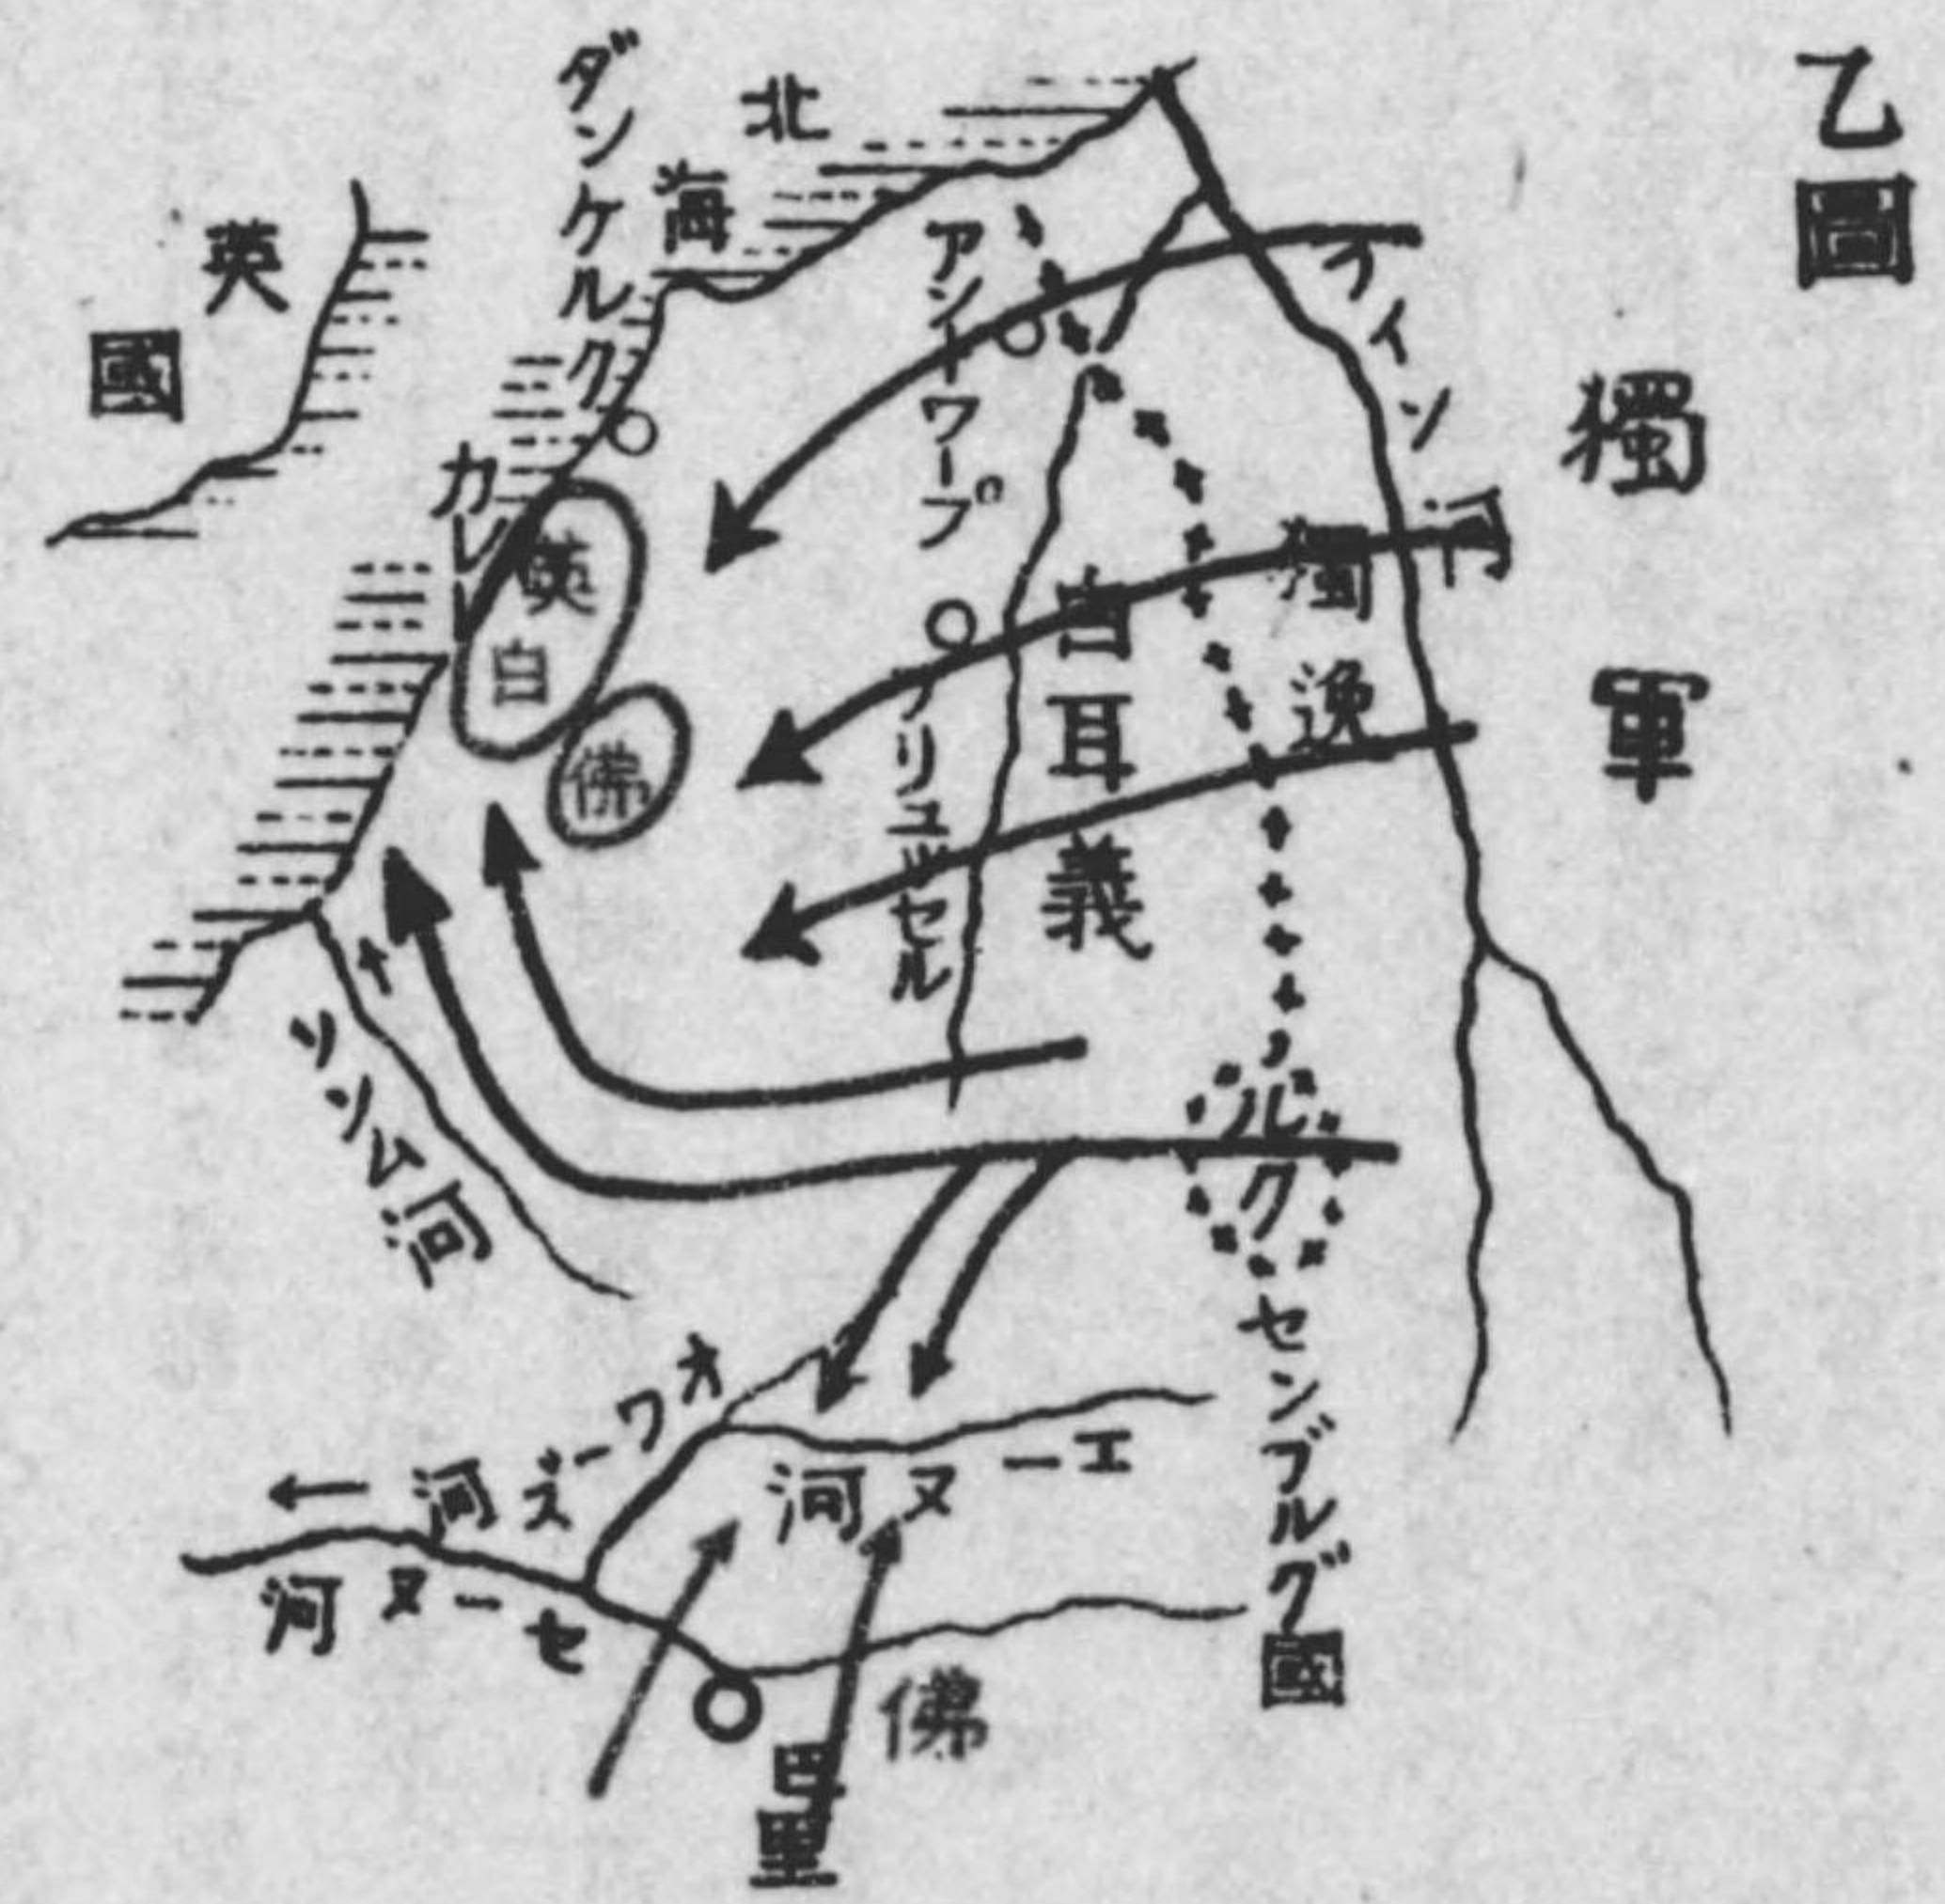 乙圖
獨軍
ライン河
獨逸
白耳義
アントワープ
ブリュッセル
北海
ダンケルク
カレー
英國
英
白
佛
ソンム河
ルクセンブルグ國
オワーズ河
エーヌ河
セーヌ河
佛
巴里